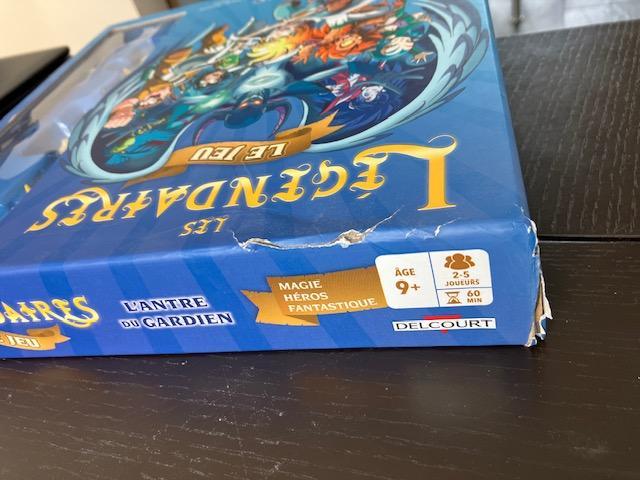 LES
LÉGENDAIRES
LE JEU
DAIRES
LE JEU
L'ANTRE
DU GARDIEN
MAGIE
HÉROS
FANTASTIQUE
ÂGE
9+
2-5
JOUEURS
60
MIN
DELCOURT